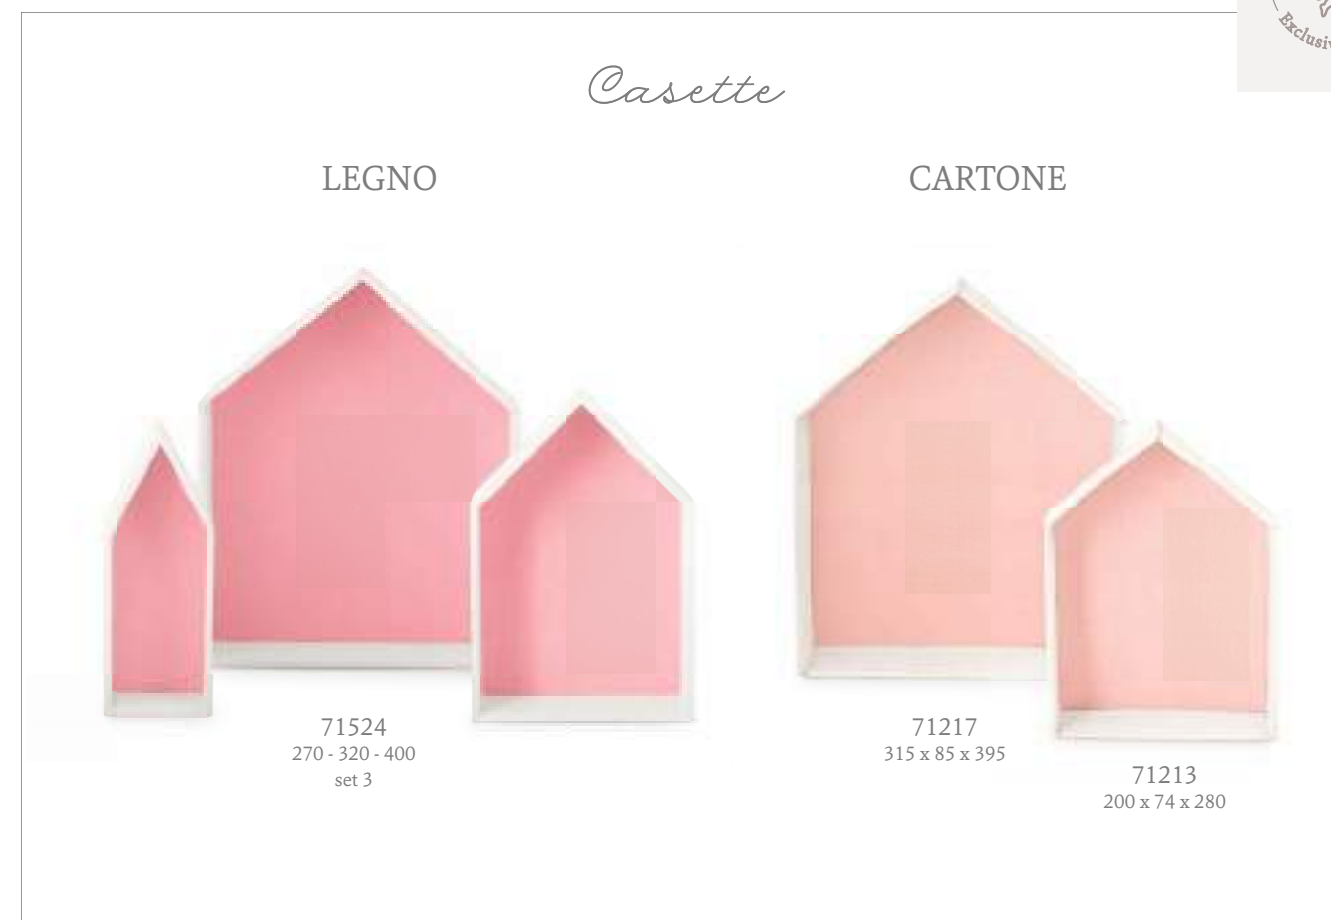 Casette
LEGNO
CARTONE
71524
270 - 320 - 400
set 3
71217
315 x 85 x 395
71213
200 x 74 x 280